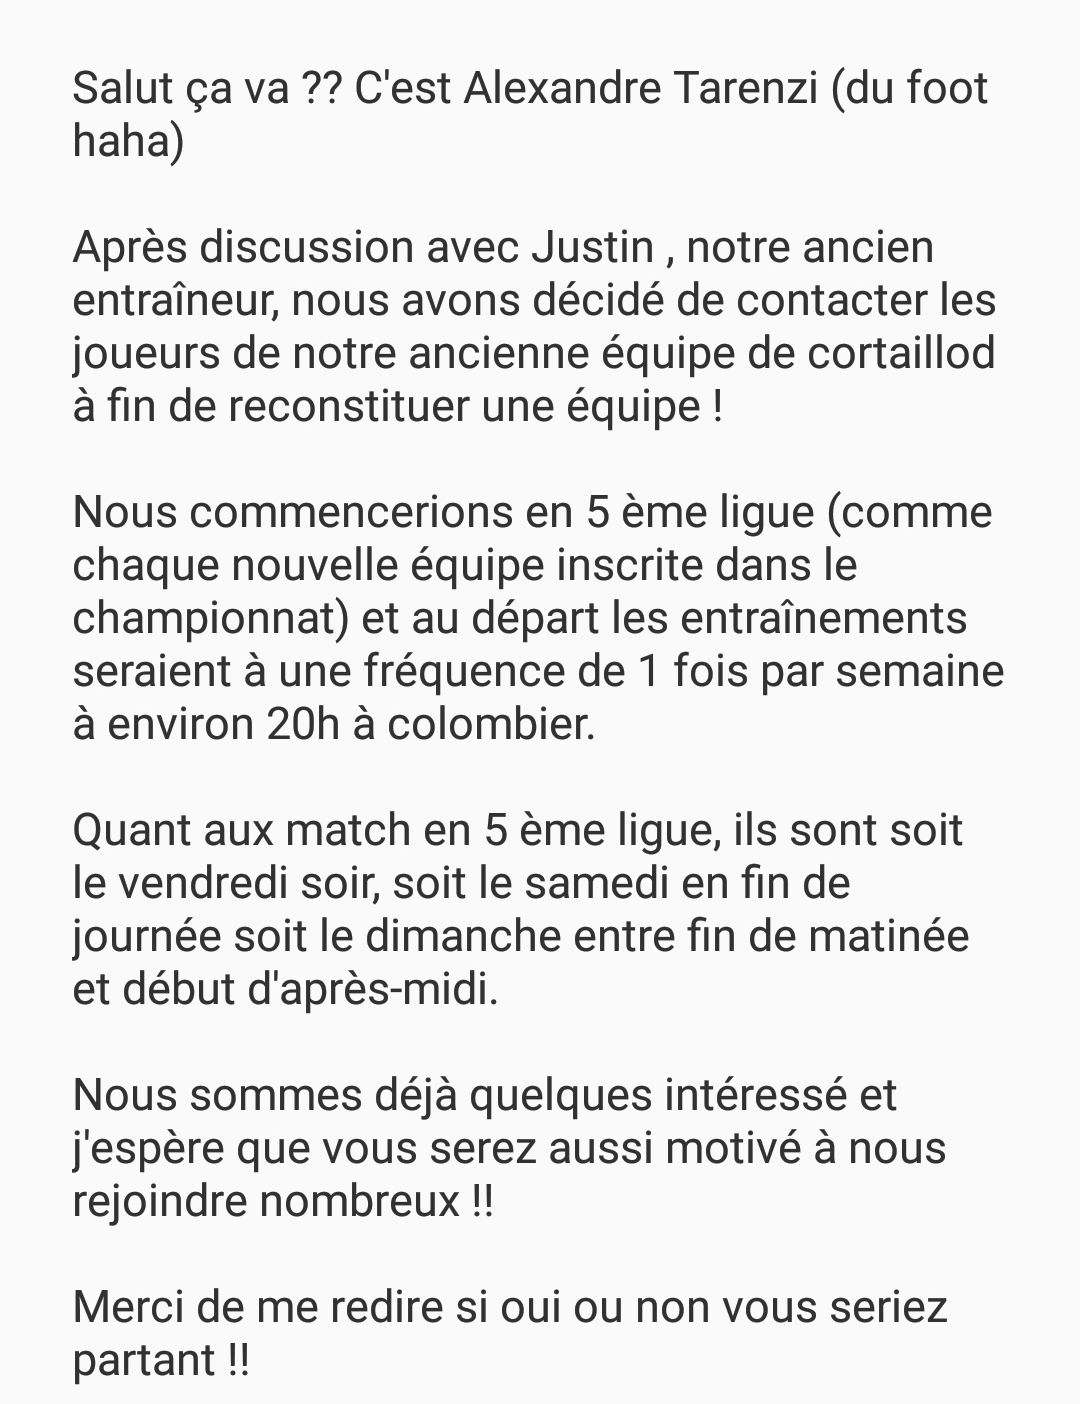 Salut ça va ?? C'est Alexandre Tarenzi (du foot
haha)
Après discussion avec Justin , notre ancien
entraîneur, nous avons décidé de contacter les
joueurs de notre ancienne équipe de cortaillod
à fin de reconstituer une équipe !
Nous commencerions en 5 ème ligue (comme
chaque nouvelle équipe inscrite dans le
championnat) et au départ les entraînements
seraient à une fréquence de 1 fois par semaine
à environ 20h à colombier.
Quant aux match en 5 ème ligue, ils sont soit
le vendredi soir, soit le samedi en fin de
journée soit le dimanche entre fin de matinée
et début d'après-midi.
Nous sommes déjà quelques intéressé et
j'espère que vous serez aussi motivé à nous
rejoindre nombreux !!
Merci de me redire si oui ou non vous seriez
partant !!